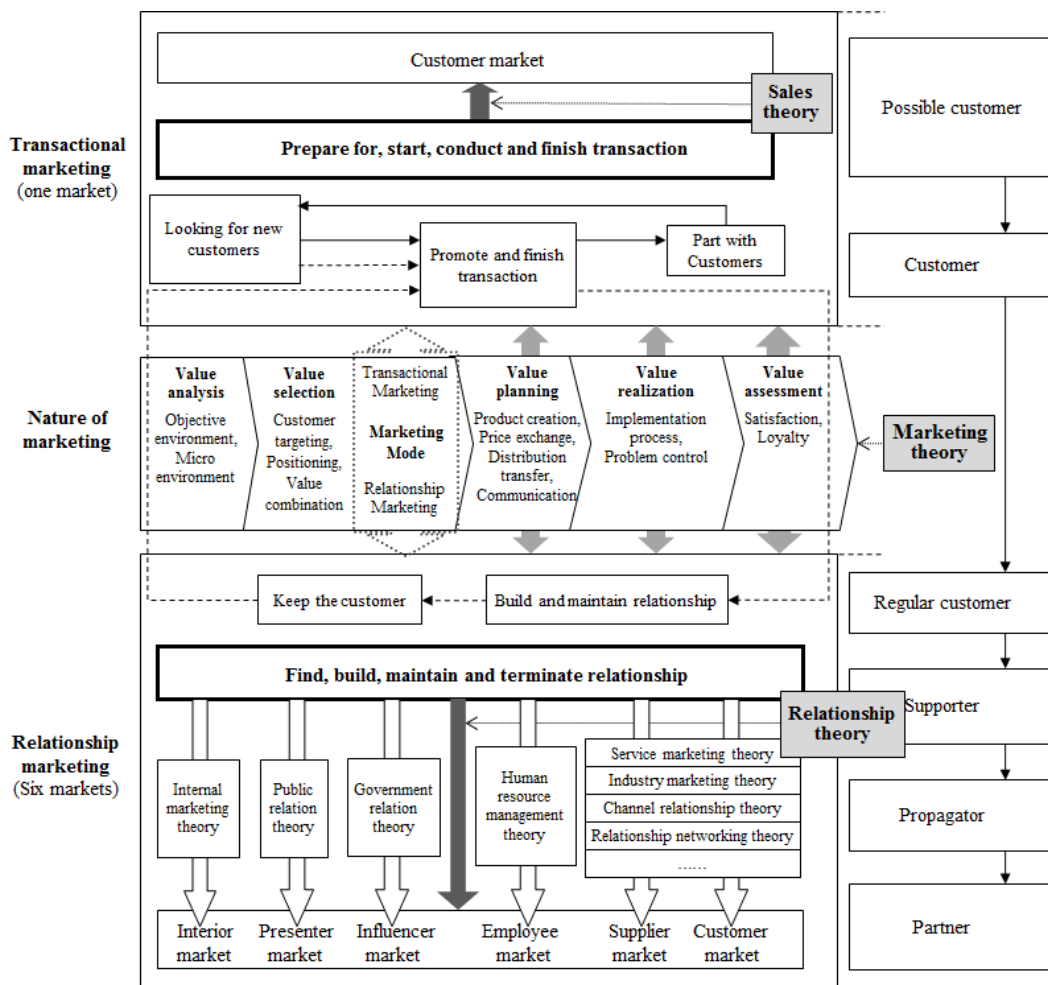 Customer market
Sales
theory
Prepare for, start, conduct and finish transaction
Transactional
marketing
(one market)
Looking for new
customers
Promote and finish
transaction
Part with
Customers
Possible customer
Customer
Nature of
marketing
Value
analysis
Objective
environment,
Micro
environment
Value
selection
Customer
targeting,
Positioning,
Value
combination
Transactional
Marketing
Marketing
Mode
Relationship
Marketing
Value
planning
Product creation,
Price exchange,
Distribution
transfer,
Communication
Value
realization
Implementation
process,
Problem control
Value
assessment
Satisfaction,
Loyalty
Marketing
theory
Keep the customer
Build and maintain relationship
Regular customer
Find, build, maintain and terminate relationship
Relationship
theory
Supporter
Relationship
marketing
(Six markets)
Internal
marketing
theory
Public
relation
theory
Government
relation theory
Human
resource
management
theory
Service marketing theory
Industry marketing theory
Channel relationship theory
Relationship networking theory
......
Propagator
Partner
Interior
market
Presenter
market
Influencer
market
Employee
market
Supplier
market
Customer
market